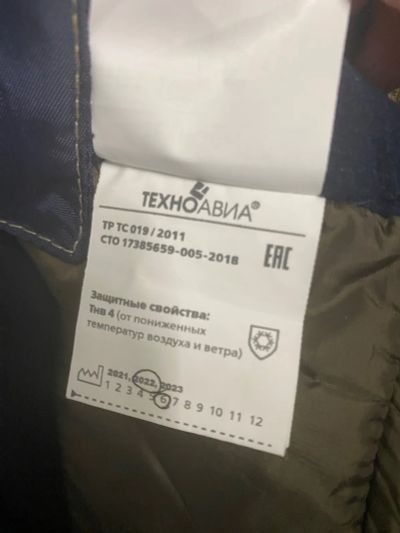 ТЕХНОАВИА®
ТР ТС 019 / 2011
СТО 17385659-005-2018
EAC
Защитные свойства:
Тнв 4 (от пониженных
температур воздуха и ветра)
2021, 2022, 2023
1 2 3 4 5 6 7 8 9 10 11 12